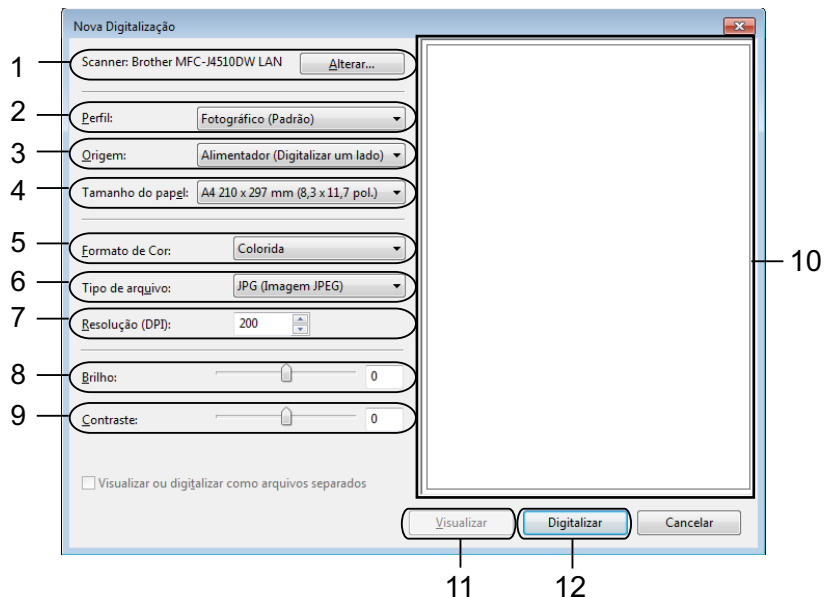 Nova Digitalização
1 Scanner: Brother MFC-J4510DW LAN Alterar...
2 Perfil: Fotográfico (Padrão)
3 Origem: Alimentador (Digitalizar um lado)
4 Tamanho do papel: A4 210 x 297 mm (8,3 x 11,7 pol.)
5 Formato de Cor: Colorida
6 Tipo de arquivo: JPG (Imagem JPEG)
7 Resolução (DPI): 200
8 Brilho: 0
9 Contraste: 0
10
Visualizar ou digitalizar como arquivos separados
Visualizar Digitalizar Cancelar
11 12